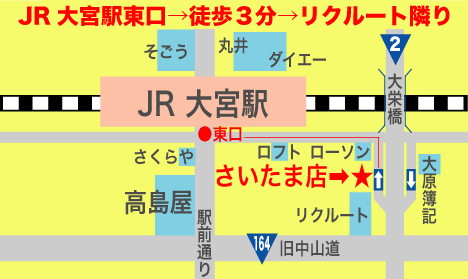 JR 大宮駅東口→徒歩3分→リクルート隣り
そごう
丸井
ダイエー
2
大栄橋
JR 大宮駅
東口
さくらや
ロフト
ローソン
さいたま店➡★
大原簿記
高島屋
リクルート
駅前通り
164
旧中山道